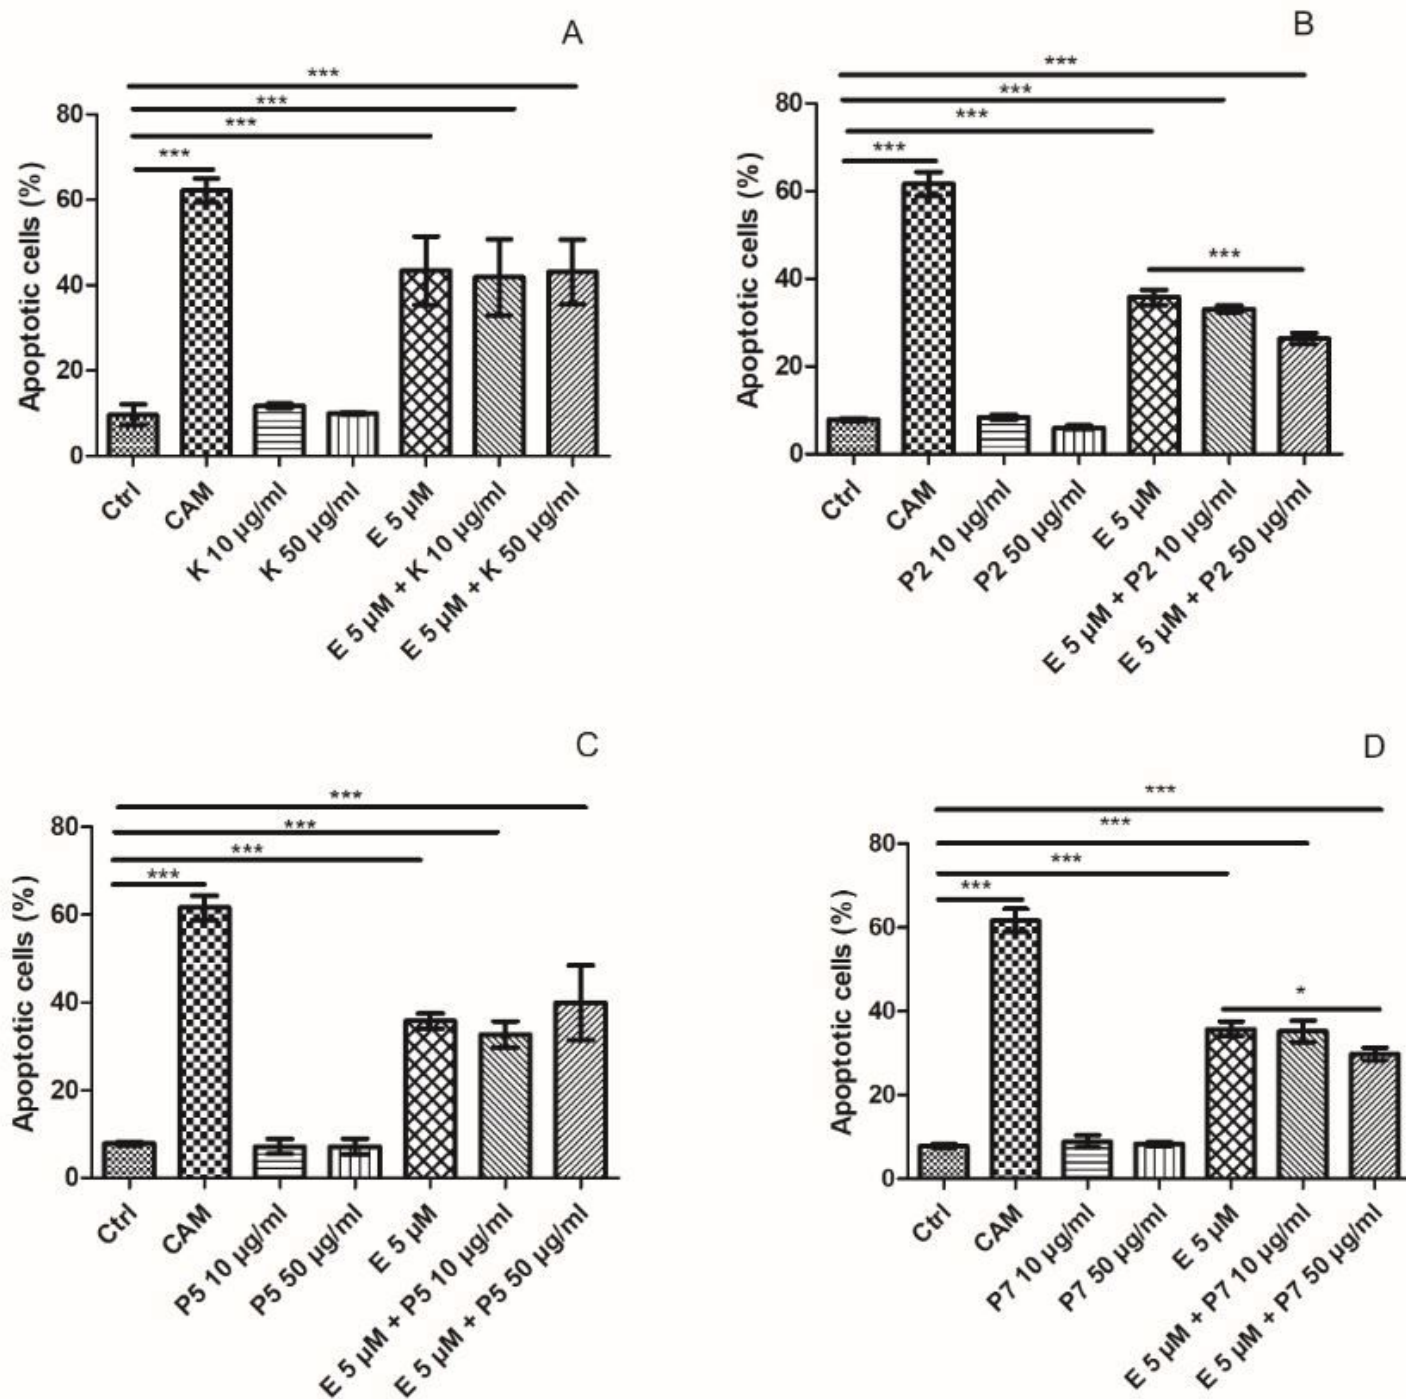 A
***
***
***
***
Apoptotic cells (%)
80
60
40
20
0
Ctrl
CAM
K 10 µg/ml
K 50 µg/ml
E 5 µM
E 5 µM + K 10 µg/ml
E 5 µM + K 50 µg/ml
B
***
***
***
***
***
Apoptotic cells (%)
80
60
40
20
0
Ctrl
CAM
P2 10 µg/ml
P2 50 µg/ml
E 5 µM
E 5 µM + P2 10 µg/ml
E 5 µM + P2 50 µg/ml
C
***
***
***
***
Apoptotic cells (%)
80
60
40
20
0
Ctrl
CAM
P5 10 µg/ml
P5 50 µg/ml
E 5 µM
E 5 µM + P5 10 µg/ml
E 5 µM + P5 50 µg/ml
D
***
***
***
***
*
Apoptotic cells (%)
80
60
40
20
0
Ctrl
CAM
P7 10 µg/ml
P7 50 µg/ml
E 5 µM
E 5 µM + P7 10 µg/ml
E 5 µM + P7 50 µg/ml